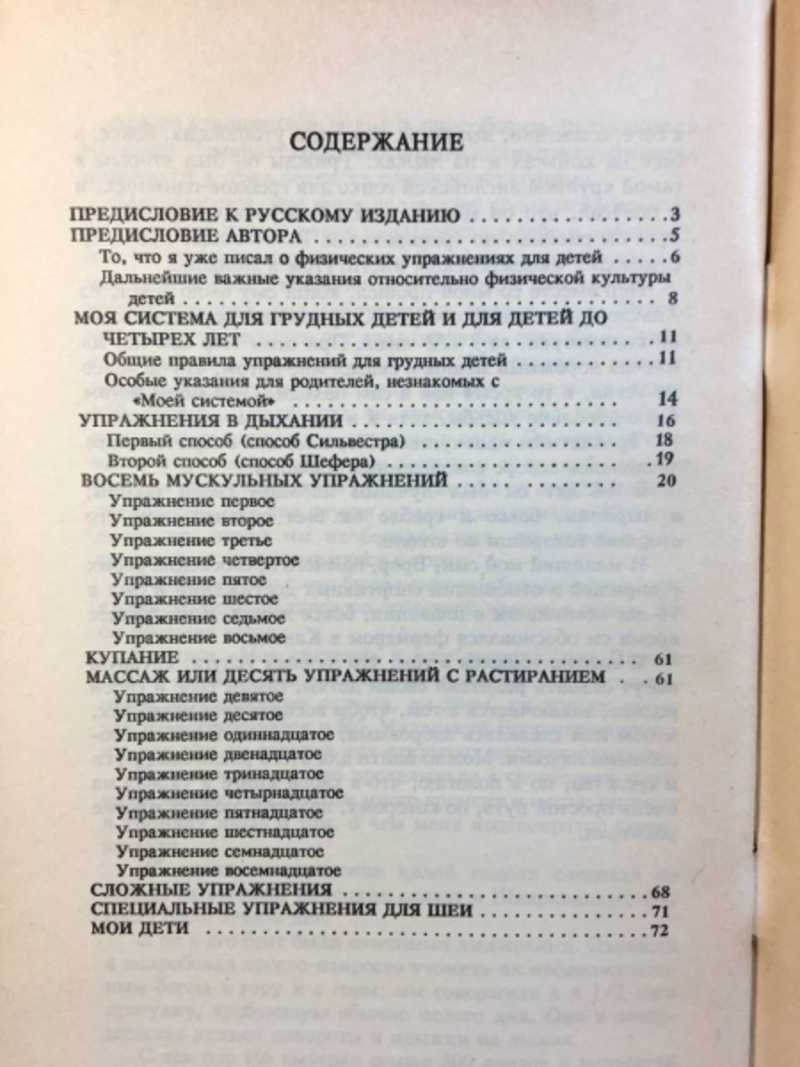 СОДЕРЖАНИЕ
ПРЕДИСЛОВИЕ К РУССКОМУ ИЗДАНИЮ ..................3
ПРЕДИСЛОВИЕ АВТОРА ..............................5
То, что я уже писал о физических упражнениях для детей .....6
Дальнейшие важные указания относительно физической культуры
детей ........................................ 8
МОЯ СИСТЕМА ДЛЯ ГРУДНЫХ ДЕТЕЙ И ДЛЯ ДЕТЕЙ ДО
ЧЕТЫРЕХ ЛЕТ ................................ .11
Общие правила упражнений для грудных детей ............11
Особые указания для родителей, незнакомых с
«Моей системой» ............................ 14
УПРАЖНЕНИЯ В ДЫХАНИИ ....................... 16
Первый способ (способ Сильвестра) ................. 18
Второй способ (способ Шефера) .................... .19
ВОСЕМЬ МУСКУЛЬНЫХ УПРАЖНЕНИЙ ..... ........ 20
Упражнение первое
Упражнение второе
Упражнение третье
Упражнение четвертое
Упражнение пятое
Упражнение шестое
Упражнение седьмое
Упражнение восьмое
КУПАНИЕ ....................................... 61
МАССАЖ ИЛИ ДЕСЯТЬ УПРАЖНЕНИЙ С РАСТИРАНИЕМ . .61
Упражнение девятое
Упражнение десятое
Упражнение одиннадцатое
Упражнение двенадцатое
Упражнение тринадцатое
Упражнение четырнадцатое
Упражнение пятнадцатое
Упражнение шестнадцатое
Упражнение семнадцатое
Упражнение восемнадцатое
СЛОЖНЫЕ УПРАЖНЕНИЯ ...........................68
СПЕЦИАЛЬНЫЕ УПРАЖНЕНИЯ ДЛЯ ШЕИ ...............71
МОИ ДЕТИ .......................................72